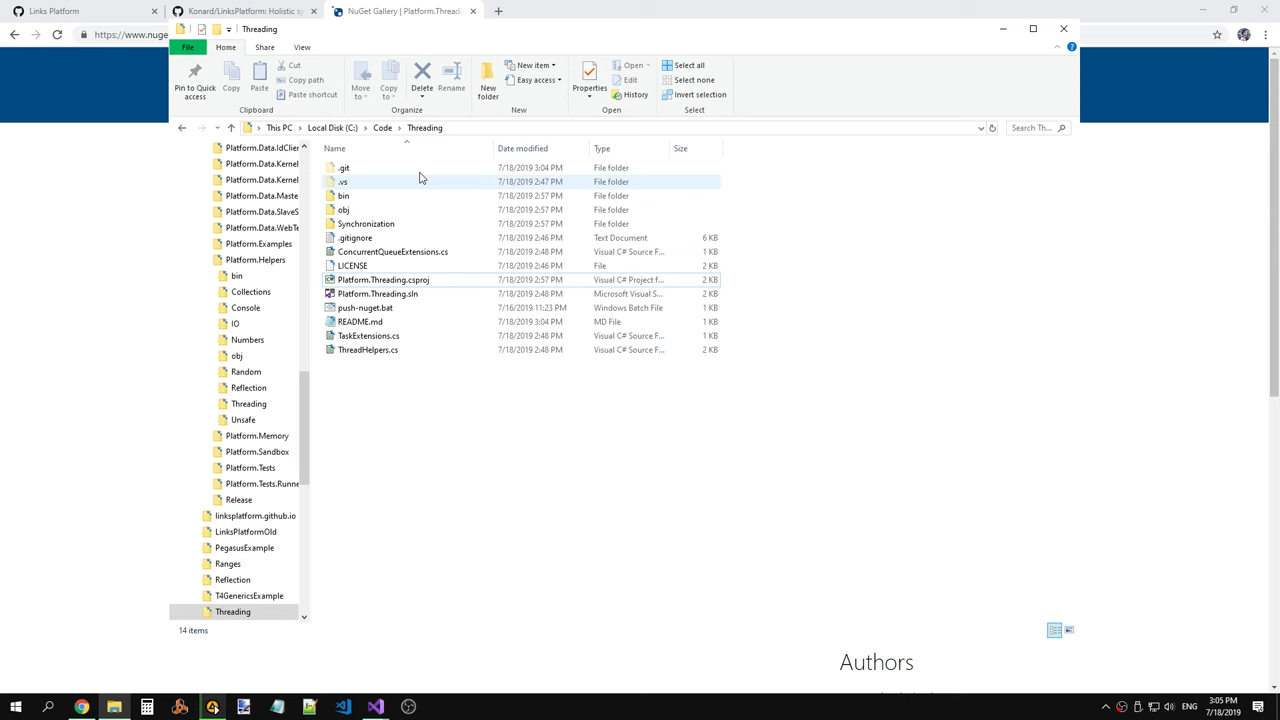 Links Platform
Konard/LinksPlatform: Holistic sy
NuGet Gallery | Platform.Threadi
https://www.nuge
Threading
File
Home
Share
View
Pin to Quick access
Copy
Paste
Cut
Copy path
Paste shortcut
Clipboard
Move to
Copy to
Delete
Rename
Organize
New folder
New item
Easy access
New
Properties
Open
Edit
History
Open
Select all
Select none
Invert selection
Select
This PC
Local Disk (C:)
Code
Threading
Search Th...
Name
Date modified
Type
Size
.git 7/18/2019 3:04 PM File folder
.vs 7/18/2019 2:47 PM File folder
bin 7/18/2019 2:57 PM File folder
obj 7/18/2019 2:57 PM File folder
Synchronization 7/18/2019 2:57 PM File folder
.gitignore 7/18/2019 2:46 PM Text Document 6 KB
ConcurrentQueueExtensions.cs 7/18/2019 2:48 PM Visual C# Source F... 1 KB
LICENSE 7/18/2019 2:46 PM File 2 KB
Platform.Threading.csproj 7/18/2019 2:57 PM Visual C# Project f... 2 KB
Platform.Threading.sln 7/18/2019 2:48 PM Microsoft Visual S... 2 KB
push-nuget.bat 7/16/2019 11:23 PM Windows Batch File 1 KB
README.md 7/18/2019 3:04 PM MD File 1 KB
TaskExtensions.cs 7/18/2019 2:48 PM Visual C# Source F... 1 KB
ThreadHelpers.cs 7/18/2019 2:48 PM Visual C# Source F... 2 KB
Platform.Data.IdClien
Platform.Data.Kernel
Platform.Data.Kernel
Platform.Data.Maste
Platform.Data.SlaveS
Platform.Data.WebTe
Platform.Examples
Platform.Helpers
bin
Collections
Console
IO
Numbers
obj
Random
Reflection
Threading
Unsafe
Platform.Memory
Platform.Sandbox
Platform.Tests
Platform.Tests.Runne
Release
linksplatform.github.io
LinksPlatformOld
PegasusExample
Ranges
Reflection
T4GenericsExample
Threading
14 items
Authors
ENG
3:05 PM
7/18/2019